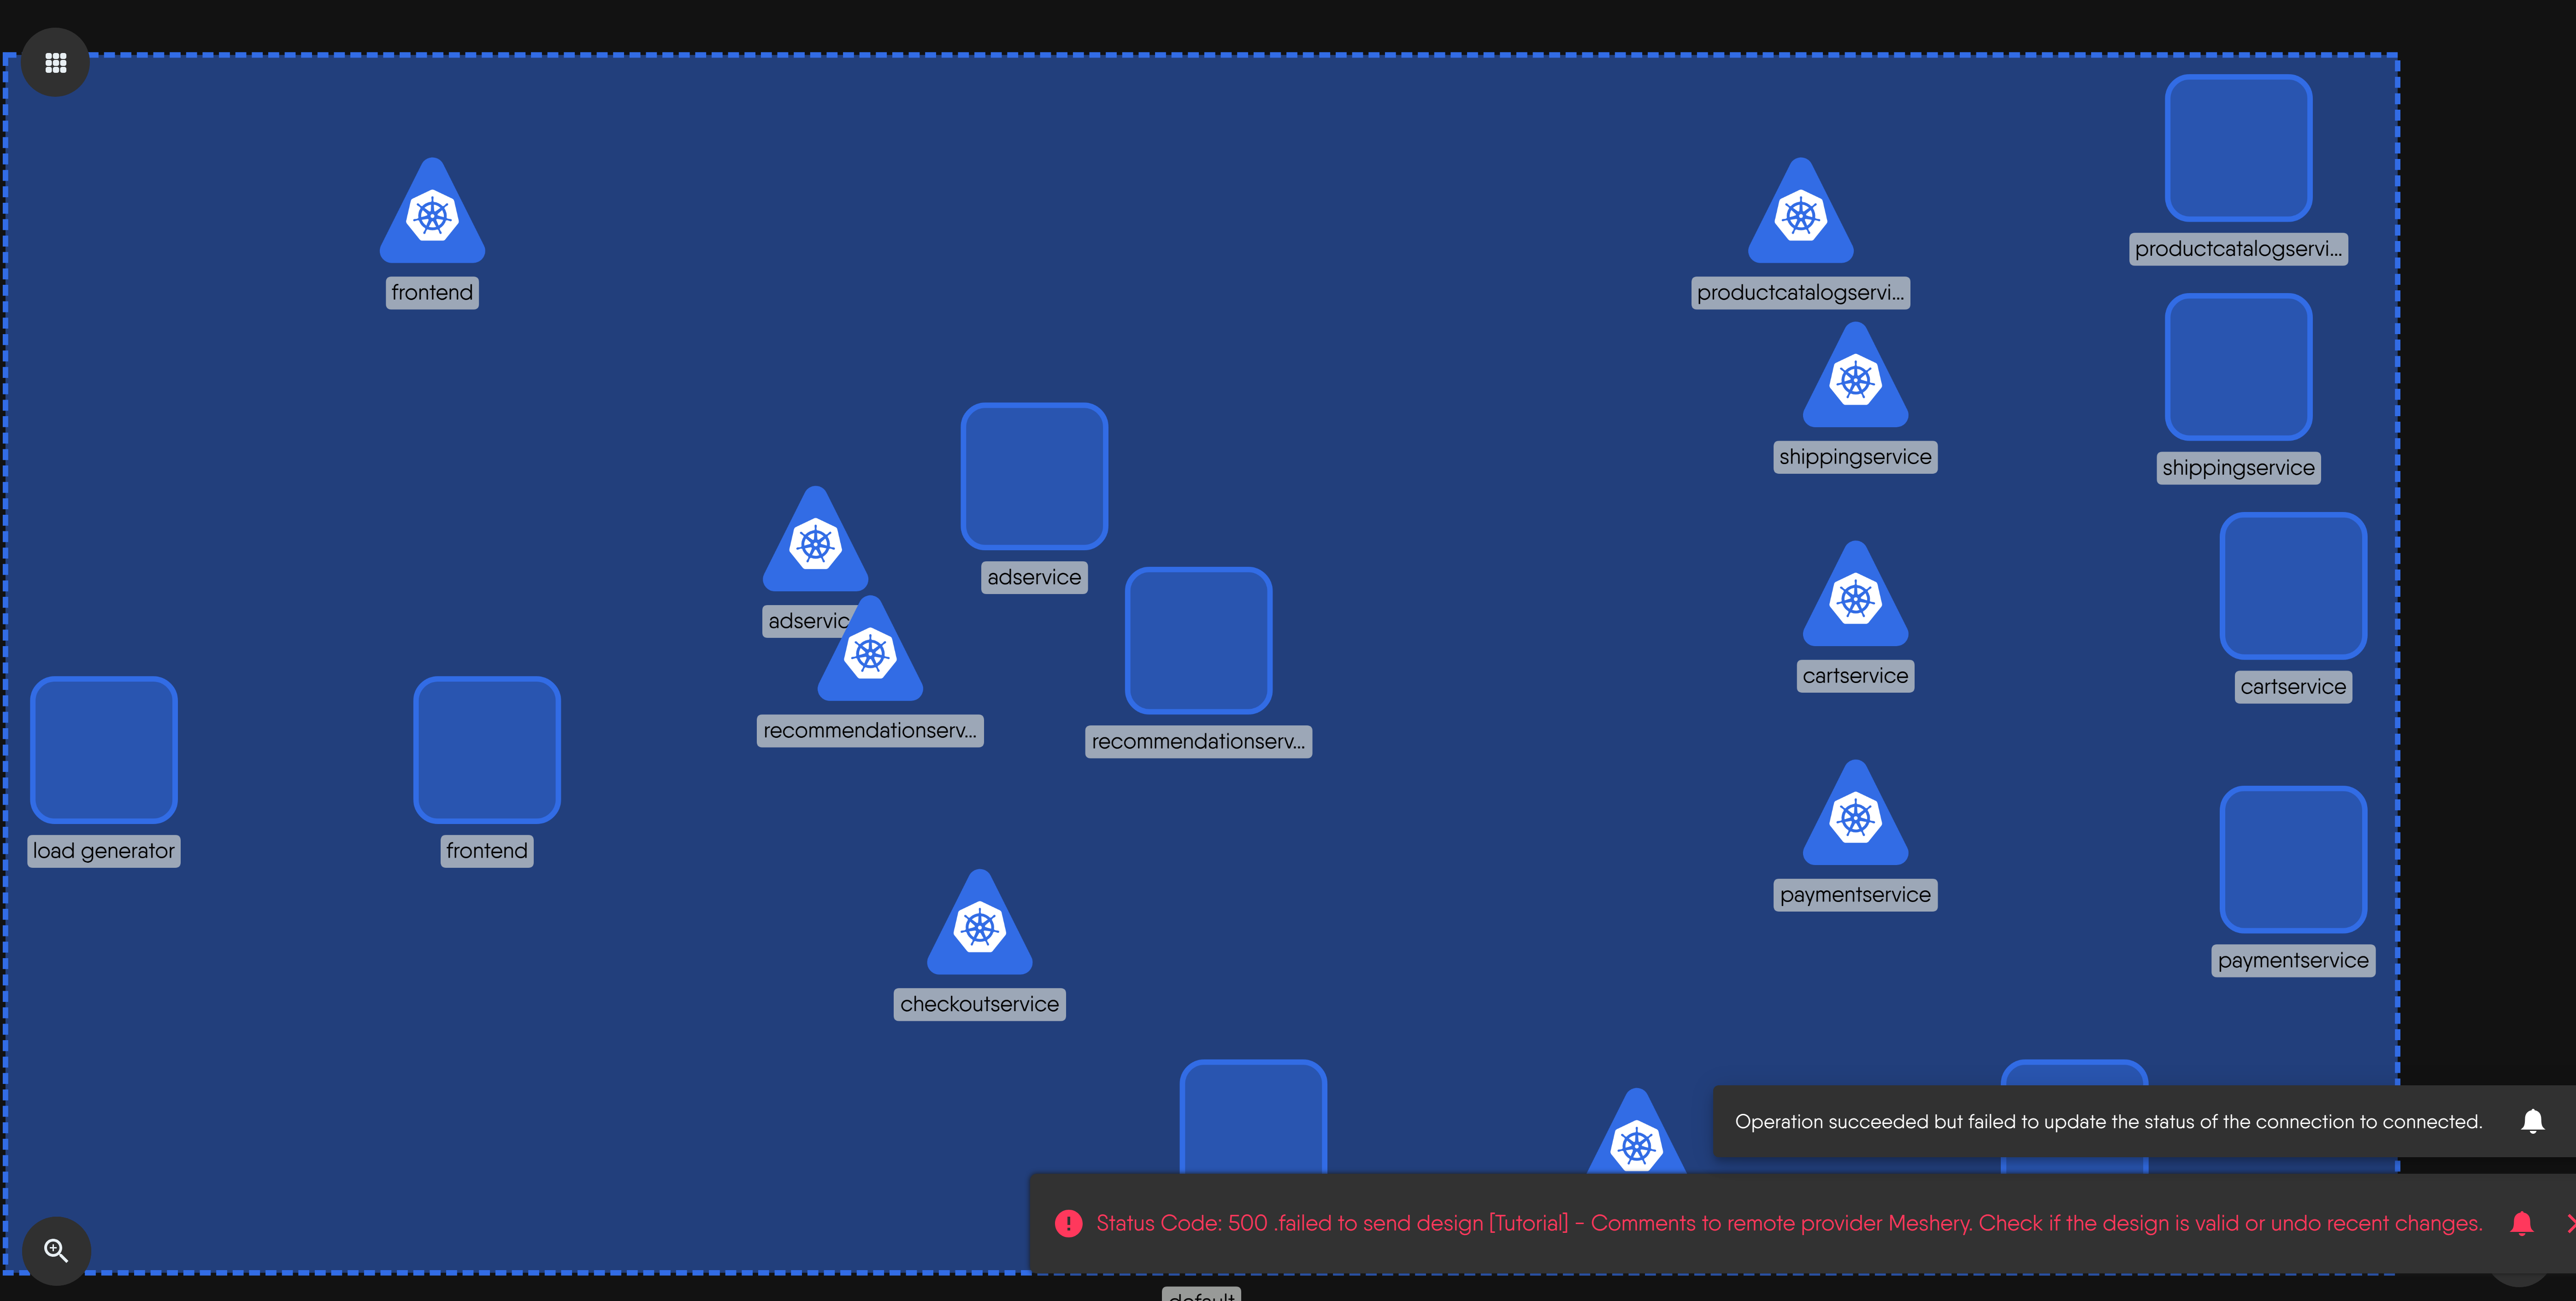 productcatalogservi...
frontend
productcatalogservi...
shippingservice
shippingservice
adservice
adservic
cartservice
cartservice
recommendationserv...
recommendationserv...
load generator
frontend
paymentservice
paymentservice
checkoutservice
Operation succeeded but failed to update the status of the connection to connected.
Status Code: 500 .failed to send design [Tutorial] - Comments to remote provider Meshery. Check if the design is valid or undo recent changes.
default